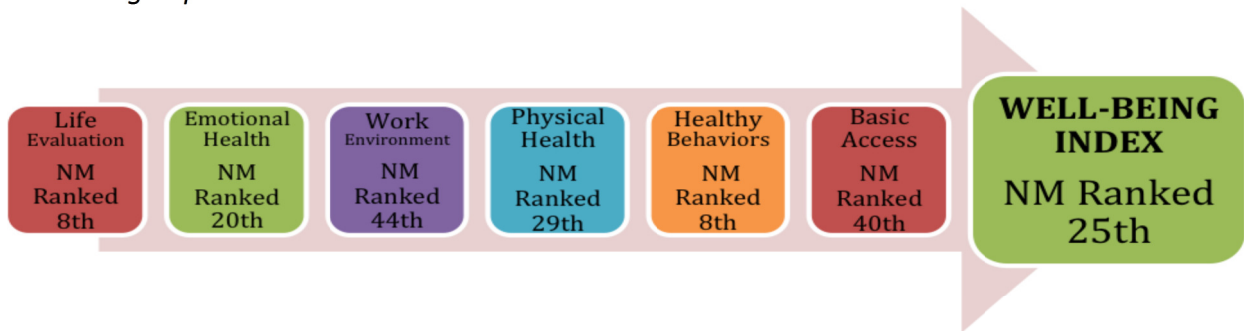 Life
Evaluation
NM
Ranked
8th
Emotional
Health
NM
Ranked
20th
Work
Environment
NM
Ranked
44th
Physical
Health
NM
Ranked
29th
Healthy
Behaviors
NM
Ranked
8th
Basic
Access
NM
Ranked
40th
WELL-BEING
INDEX
NM Ranked
25th